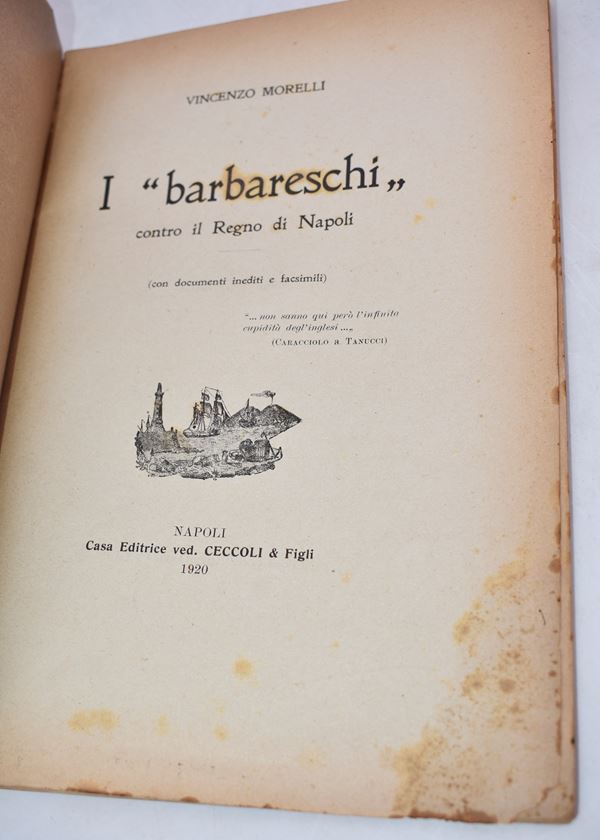 VINCENZO MORELLI
I “barbareschi„
contro il Regno di Napoli
(con documenti inediti e facsimili)
“... non sanno qui però l'infinita
cupidità degl'inglesi ...„
(CARACCIOLO a TANUCCI)
NAPOLI
Casa Editrice ved. CECCOLI & Figli
1920